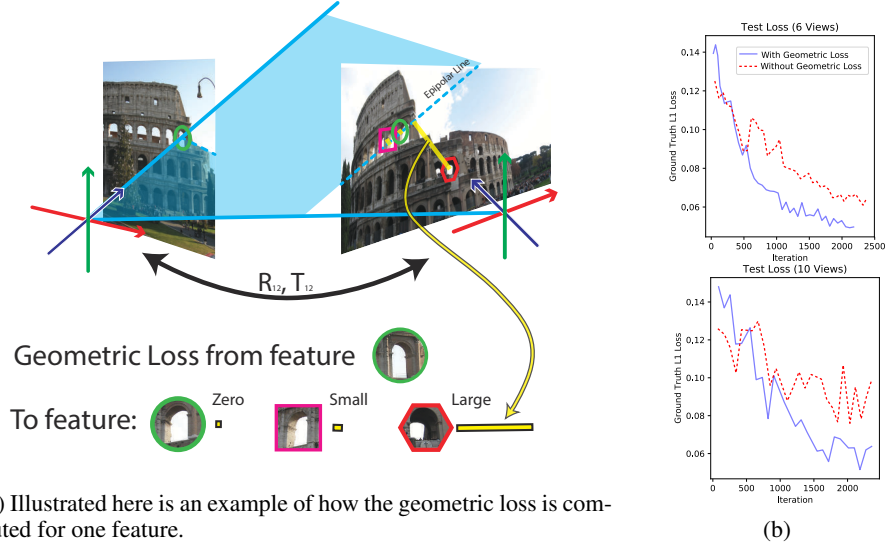 Epipolar Line
R12, T12
Geometric Loss from feature
To feature:
Zero
Small
Large
) Illustrated here is an example of how the geometric loss is com-
uted for one feature.
Test Loss (6 Views)
With Geometric Loss
Without Geometric Loss
Ground Truth L1 Loss
0.14
0.12
0.10
0.08
0.06
0 500 1000 1500 2000 2500
Iteration
Test Loss (10 Views)
Ground Truth L1 Loss
0.14
0.12
0.10
0.08
0.06
0 500 1000 1500 2000
Iteration
(b)